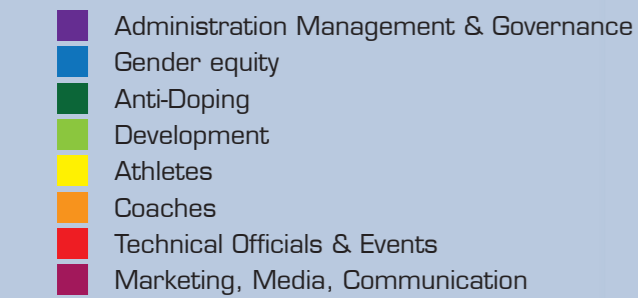 Administration Management & Governance
Gender equity
Anti-Doping
Development
Athletes
Coaches
Technical Officials & Events
Marketing, Media, Communication